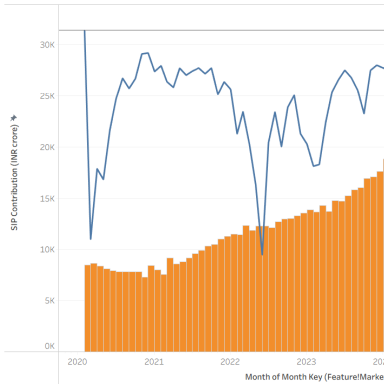 30K
25K
20K
15K
10K
5K
0K
SIP Contribution (INR crore)
2020
2021
2022
2023
Month of Month Key (Feature!Marke